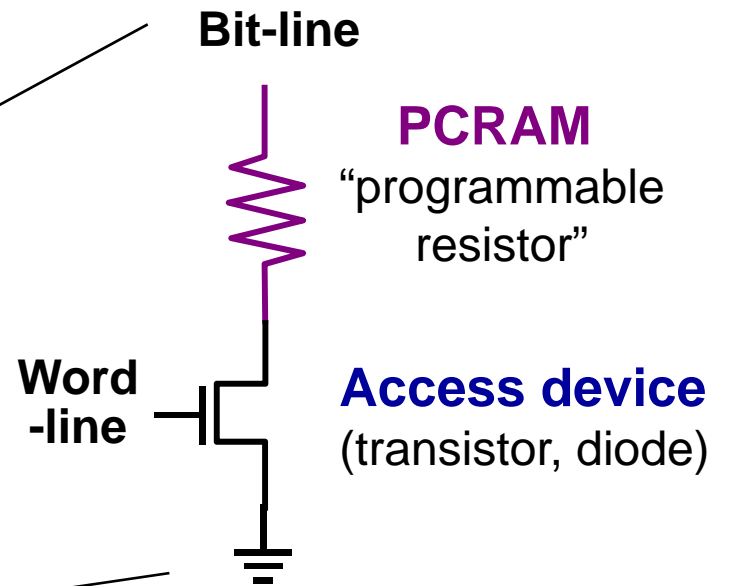 Bit-line
PCRAM
“programmable
resistor”
Word
-line
Access device
(transistor, diode)